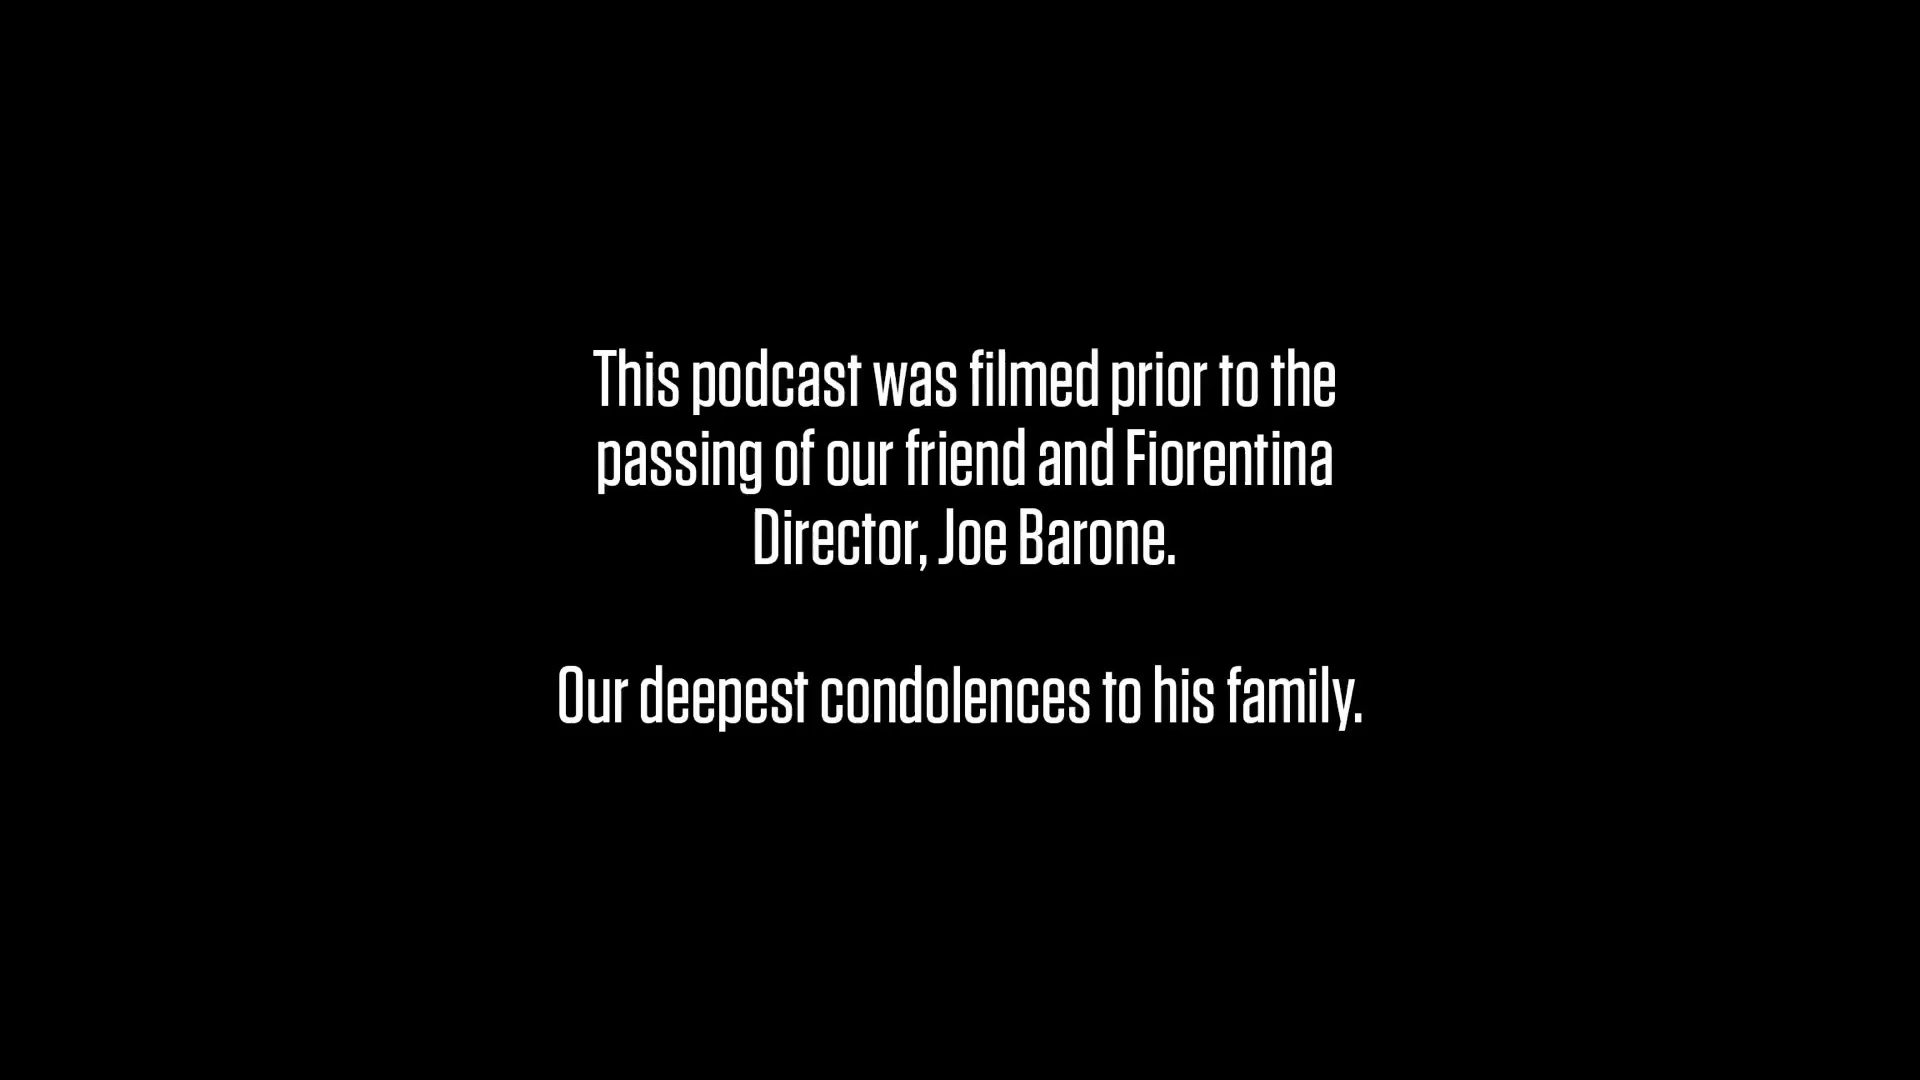 This podcast was filmed prior to the
passing of our friend and Fiorentina
Director, Joe Barone.
Our deepest condolences to his family.